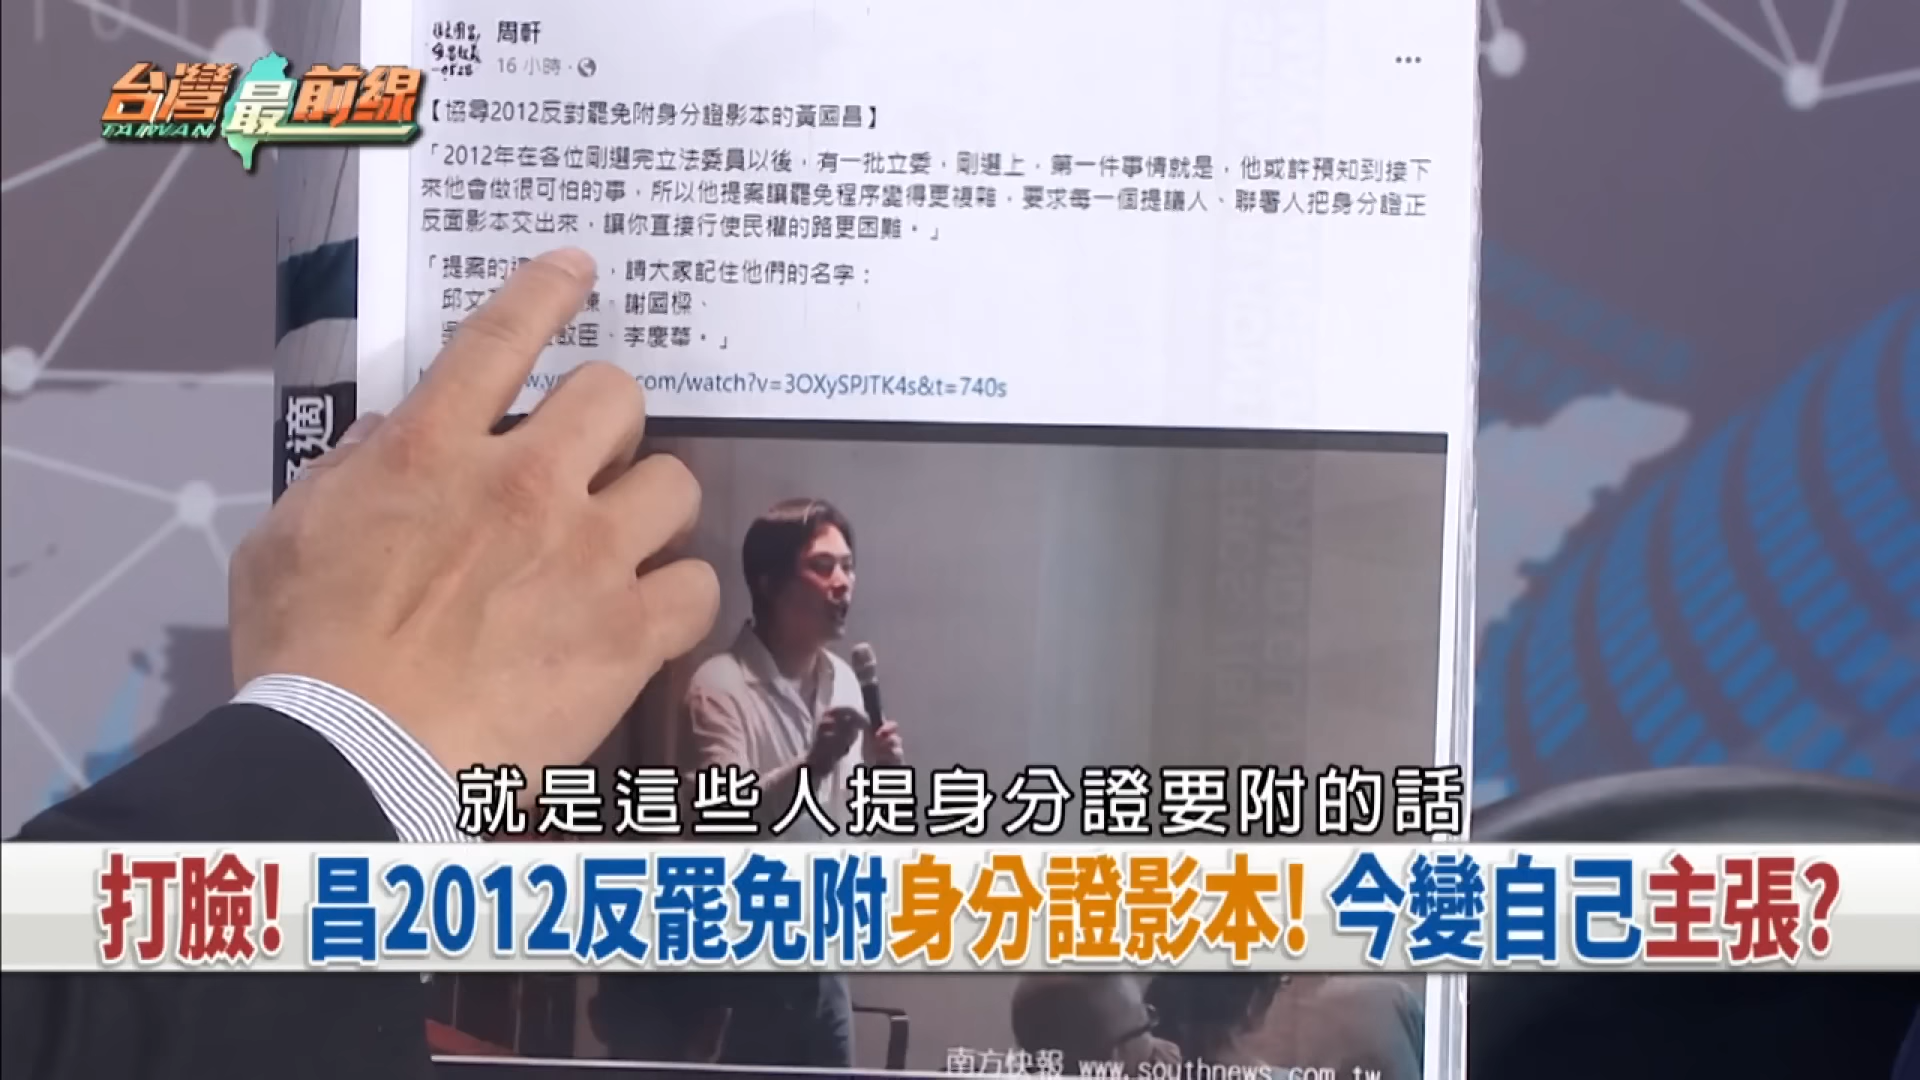 台灣最前線
TAIWAN
周軒
16 小時 ·
【協尋2012反對罷免附身分證影本的黃國昌】
「2012年在各位剛選完立法委員以後，有一批立委，剛選上，第一件事情就是，他或許預知到接下
來他會做很可怕的事，所以他提案讓罷免程序變得更複雜，要求每一個提議人、聯署人把身分證正
反面影本交出來，讓你直接行使民權的路更困難。」
「提案的，請大家記住他們的名字：
邱文 謝國樑、
敏臣、李慶華。」
com/watch?v=3OXySPJTK4s&t=740s
適
就是這些人提身分證要附的話
打臉! 昌2012反罷免附身分證影本! 今變自己主張?
南方快報 www.southnews.com.tw